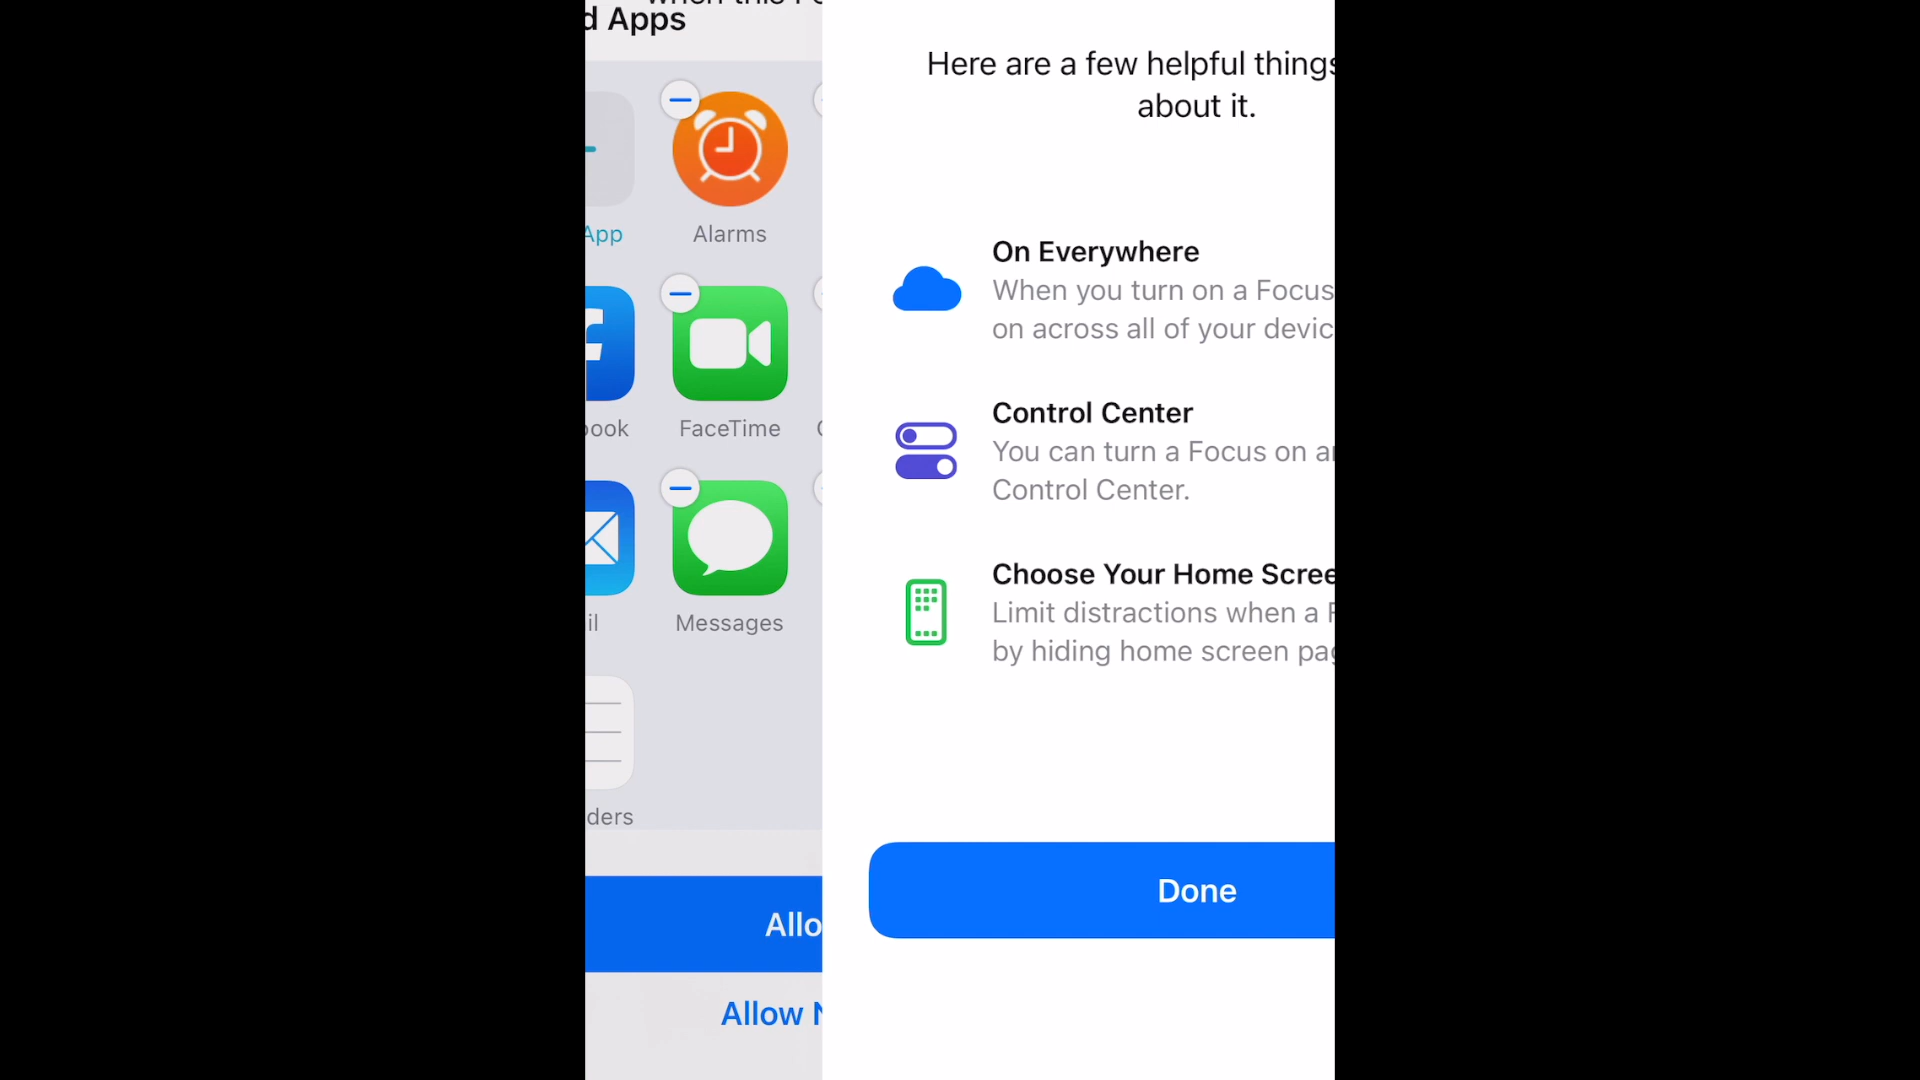 d Apps
App
Alarms
book
FaceTime
il
Messages
ders
Allo
Allow N
Here are a few helpful things
about it.
On Everywhere
When you turn on a Focus
on across all of your devic
Control Center
You can turn a Focus on an
Control Center.
Choose Your Home Scree
Limit distractions when a F
by hiding home screen pag
Done